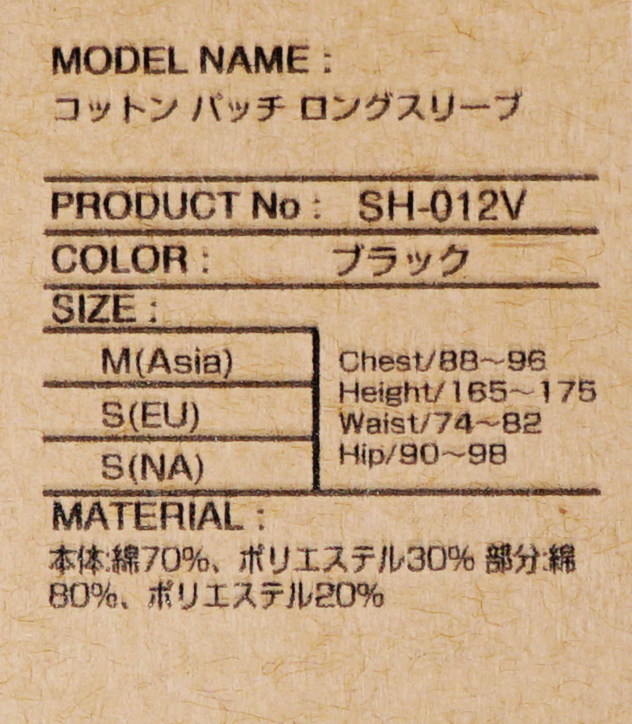 MODEL NAME :
コットン パッチ ロングスリーブ
PRODUCT No : SH-012V
COLOR : ブラック
SIZE :
M(Asia)
S(EU)
S(NA)
Chest/88~96
Height/165~175
Waist/74~82
Hip/90~98
MATERIAL :
本体:綿70%、ポリエステル30% 部分:綿
80%、ポリエステル20%